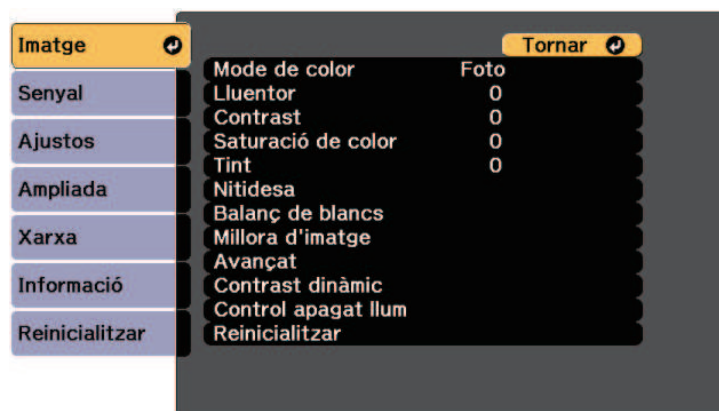 Imatge
Senyal
Ajustos
Ampliada
Xarxa
Informació
Reinicialitzar
Tornar
Mode de color Foto
Lluentor 0
Contrast 0
Saturació de color 0
Tint 0
Nitidesa
Balanç de blancs
Millora d'imatge
Avançat
Contrast dinàmic
Control apagat llum
Reinicialitzar